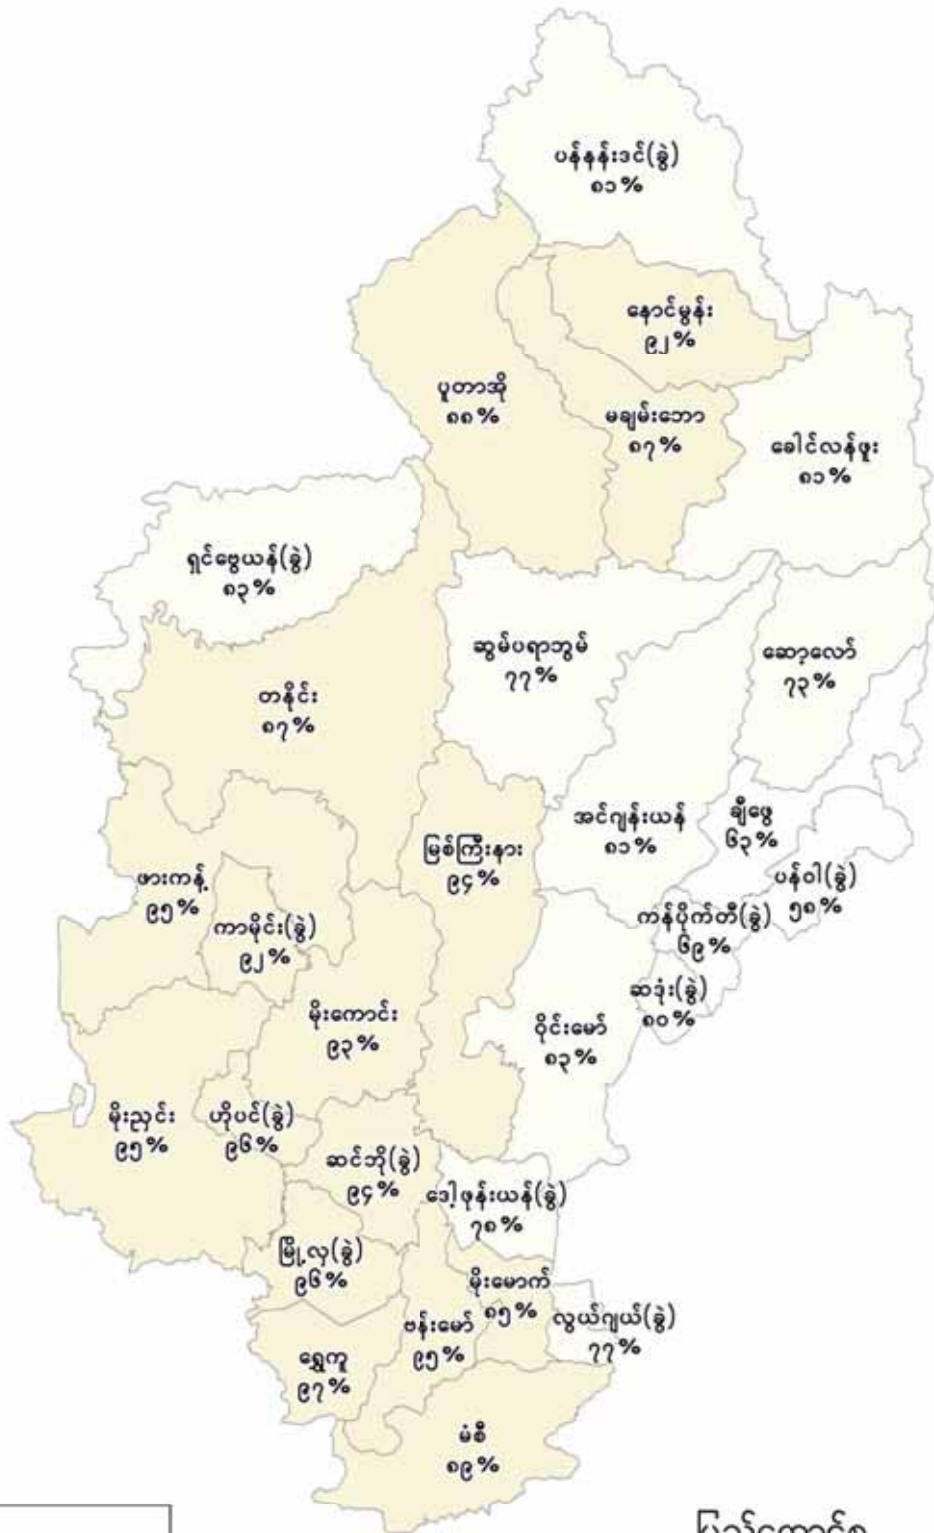 ပန်နန်းဒင်(ခွဲ)
၈၁%
နောင်မွန်း
၉၂%
ပူတာအို
၈၈%
မချမ်းဘော
၈၇%
ခေါင်လန်ဖူး
၈၁%
ရှင်ဗွေယန်(ခွဲ)
၈၃%
ဆွမ်ပရာဘွမ်
၇၇%
ဆော့လော်
၇၃%
တနိုင်း
၈၇%
အင်ဂျန်းယန်
၈၁%
ချီဖွေ
၆၃%
မြစ်ကြီးနား
၉၄%
ဖားကန့်
၉၅%
ပန်ဝါ(ခွဲ)
၅၈%
ကာမိုင်း(ခွဲ)
၉၂%
ကန်ပိုက်တီ(ခွဲ)
၆၉%
ဆဒုံး(ခွဲ)
၈၀%
မိုးကောင်း
၉၃%
ဝိုင်းမော်
၈၃%
မိုးညှင်း
၉၅%
ဟိုပင်(ခွဲ)
၉၆%
ဆင်ဘို(ခွဲ)
၉၄%
ဒေါ့ဖုန်းယန်(ခွဲ)
၇၈%
မြို့လှ(ခွဲ)
၉၆%
မိုးမောက်
၈၅%
လွယ်ဂျယ်(ခွဲ)
၇၇%
ဗန်းမော်
၉၅%
ရွှေကူ
၉၇%
မံစီ
၈၉%